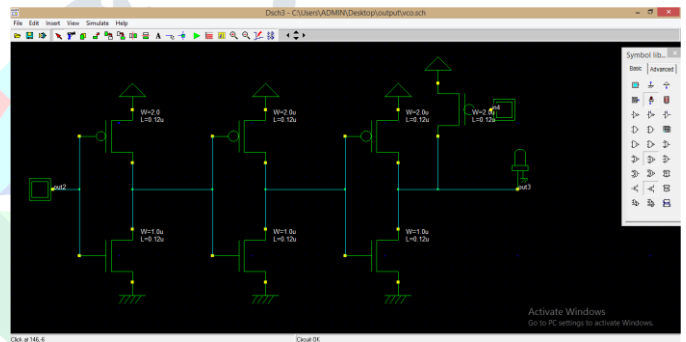 Dsch3 - C:\Users\ADMIN\Desktop\output\vco.sch
File Edit Insert View Simulate Help
Symbol lib...
Basic Advanced
W=2.0
L=0.12u
W=2.0u
L=0.12u
W=2.0u
L=0.12u
W=2.0u
L=0.12u
in4
out2
out3
W=1.0u
L=0.12u
W=1.0u
L=0.12u
W=1.0u
L=0.12u
Activate Windows
Go to PC settings to activate Windows.
Click at 146,-6
Circuit OK